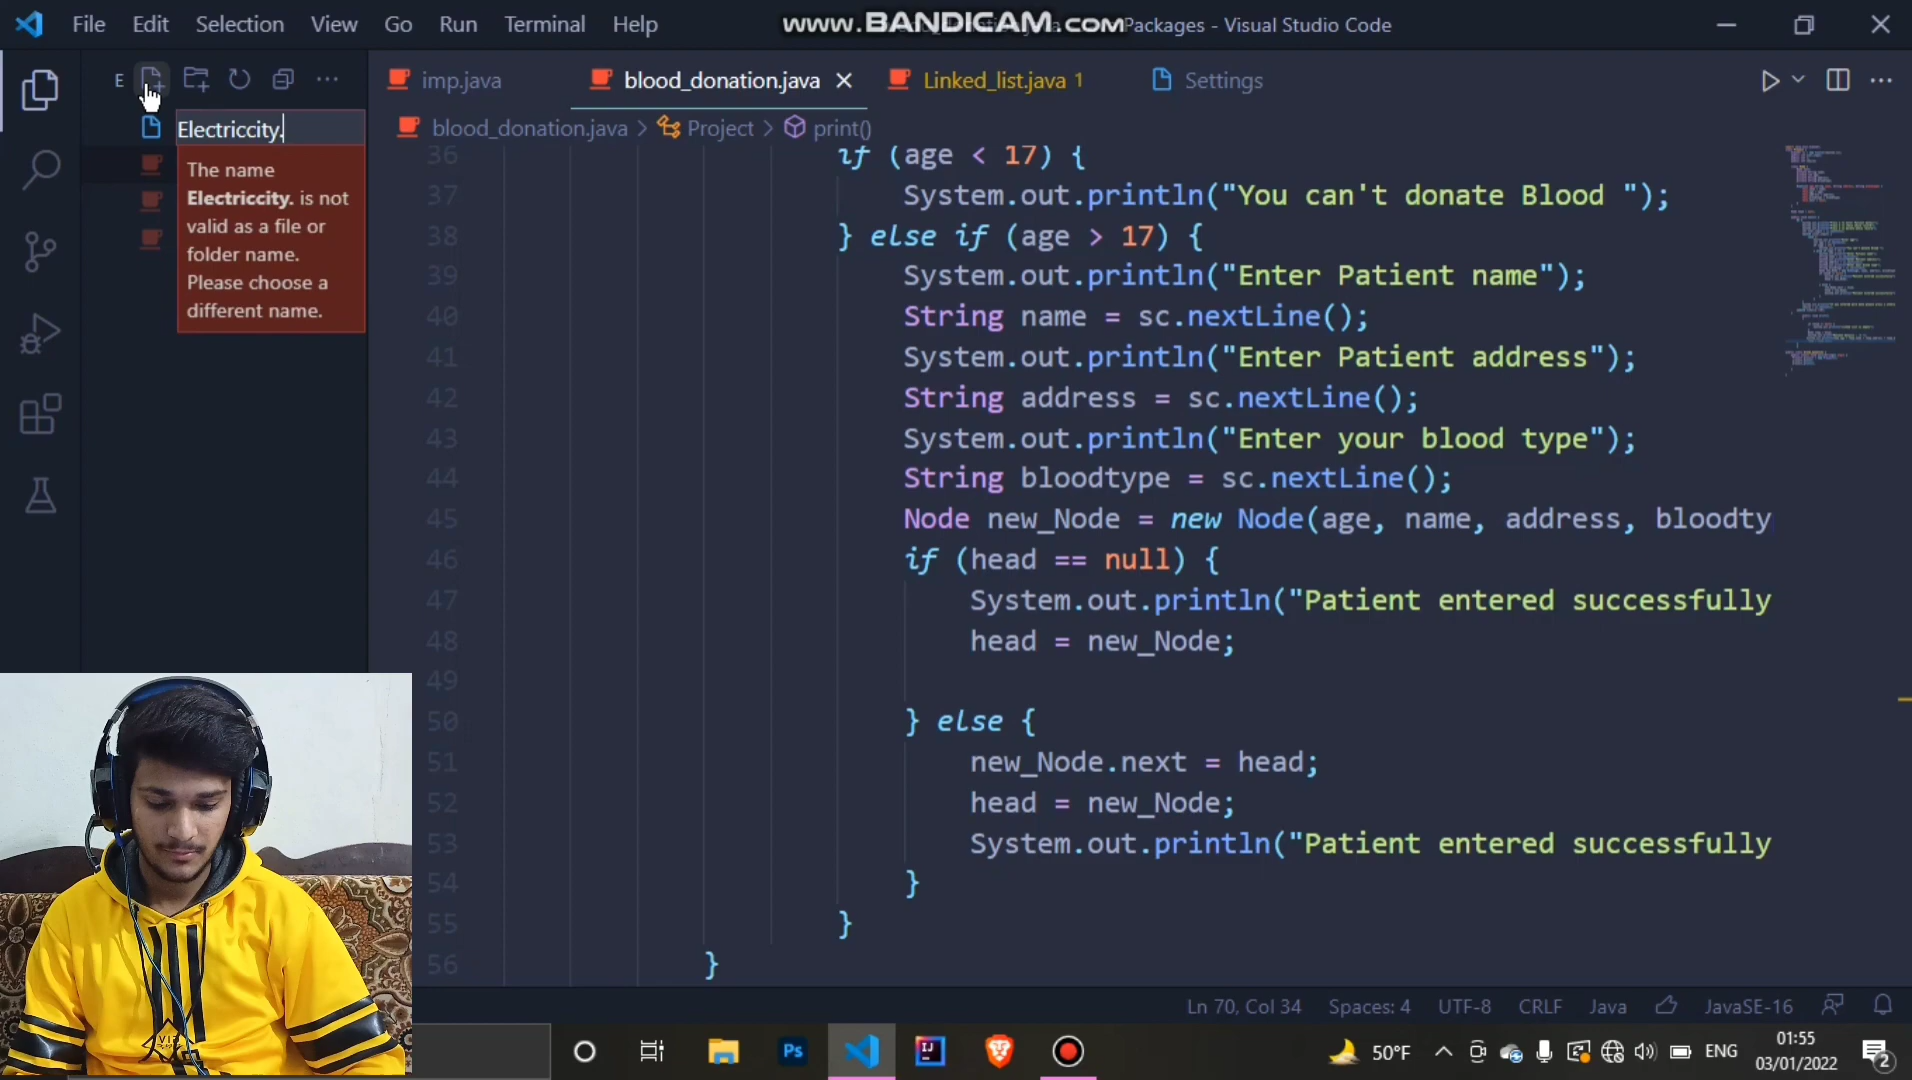 File Edit Selection View Go Run Terminal Help
www.BANDICAM.com
Packages - Visual Studio Code
E
imp.java
blood_donation.java
Linked_list.java 1
Settings
Electriccity.
The name
Electriccity. is not
valid as a file or
folder name.
Please choose a
different name.
blood_donation.java > Project > print()
36 if (age < 17) {
37 System.out.println("You can't donate Blood ");
38 } else if (age > 17) {
39 System.out.println("Enter Patient name");
40 String name = sc.nextLine();
41 System.out.println("Enter Patient address");
42 String address = sc.nextLine();
43 System.out.println("Enter your blood type");
44 String bloodtype = sc.nextLine();
45 Node new_Node = new Node(age, name, address, bloodty
46 if (head == null) {
47 System.out.println("Patient entered successfully
48 head = new_Node;
49
50 } else {
51 new_Node.next = head;
52 head = new_Node;
53 System.out.println("Patient entered successfully
54 }
55 }
56 }
Ln 70, Col 34 Spaces: 4 UTF-8 CRLF Java JavaSE-16
Ps
IJ
50°F
ENG
01:55
03/01/2022
2